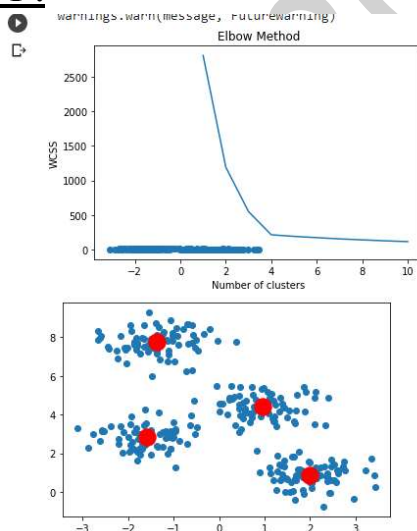 warnings.warn(message, FutureWarning)
Elbow Method
2500
2000
1500
1000
500
0
WCSS
−2 0 2 4 6 8 10
Number of clusters
8
6
4
2
0
−3 −2 −1 0 1 2 3